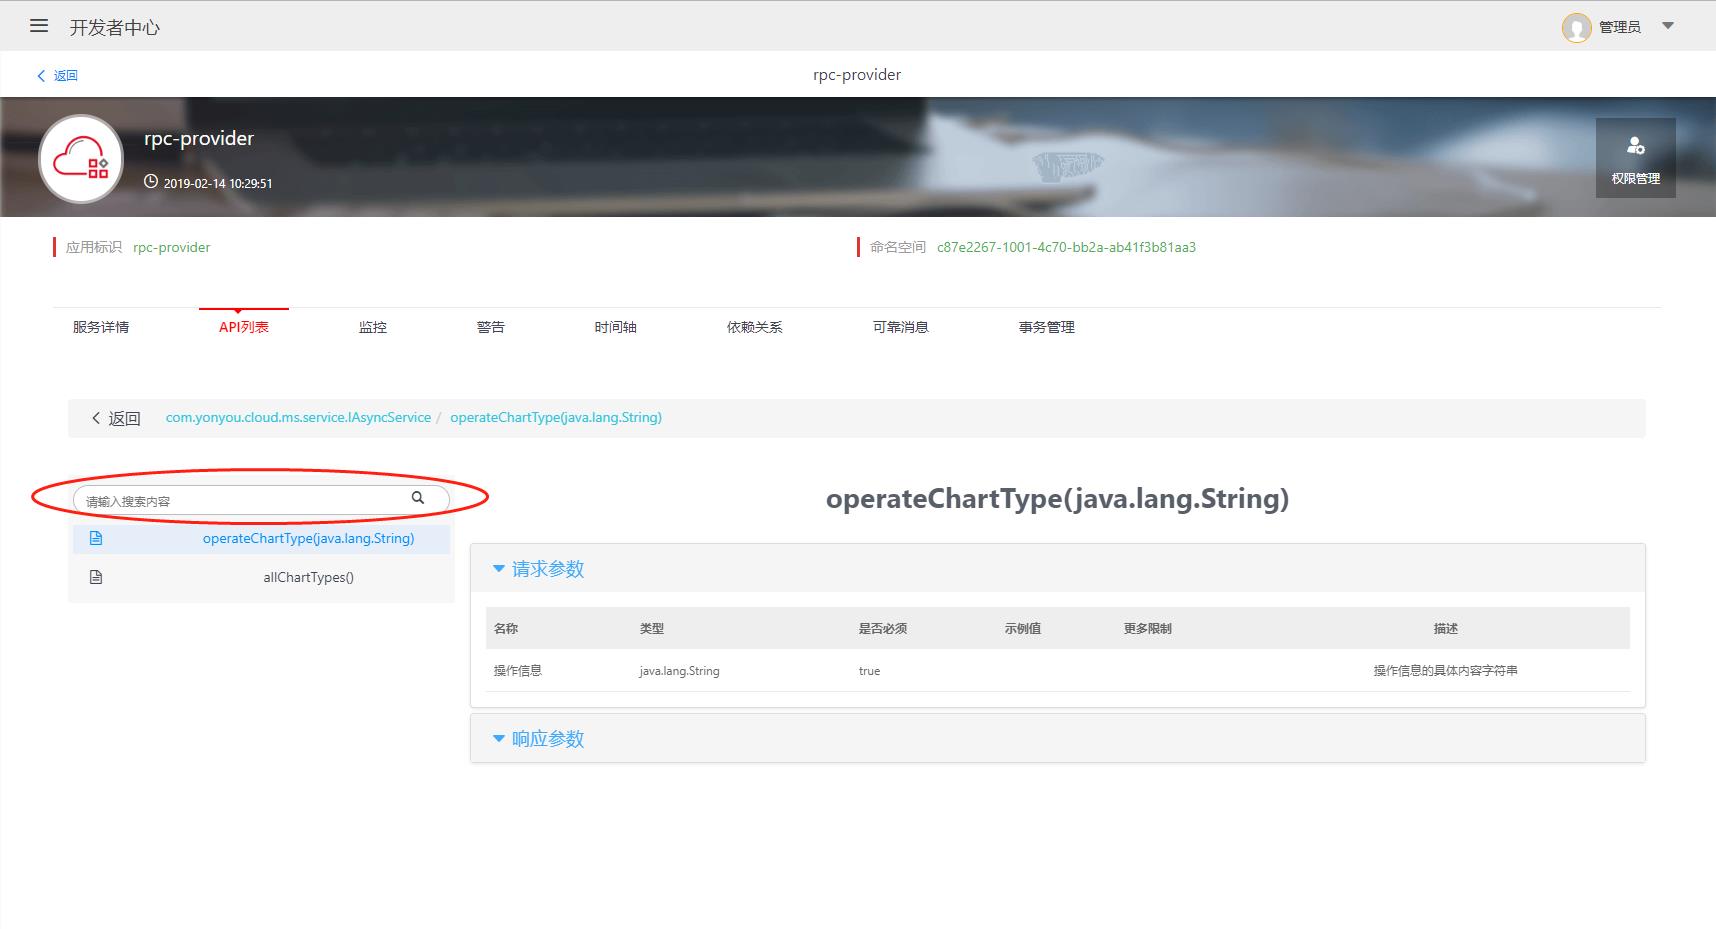 开发者中心
管理员
返回
rpc-provider
rpc-provider
2019-02-14 10:29:51
权限管理
应用标识 rpc-provider
命名空间 c87e2267-1001-4c70-bb2a-ab41f3b81aa3
服务详情 API列表 监控 警告 时间轴 依赖关系 可靠消息 事务管理
返回 com.yonyou.cloud.ms.service.IAsyncService / operateChartType(java.lang.String)
请输入搜索内容
operateChartType(java.lang.String)
allChartTypes()
operateChartType(java.lang.String)
请求参数
名称 类型 是否必须 示例值 更多限制 描述
操作信息 java.lang.String true 操作信息的具体内容字符串
响应参数